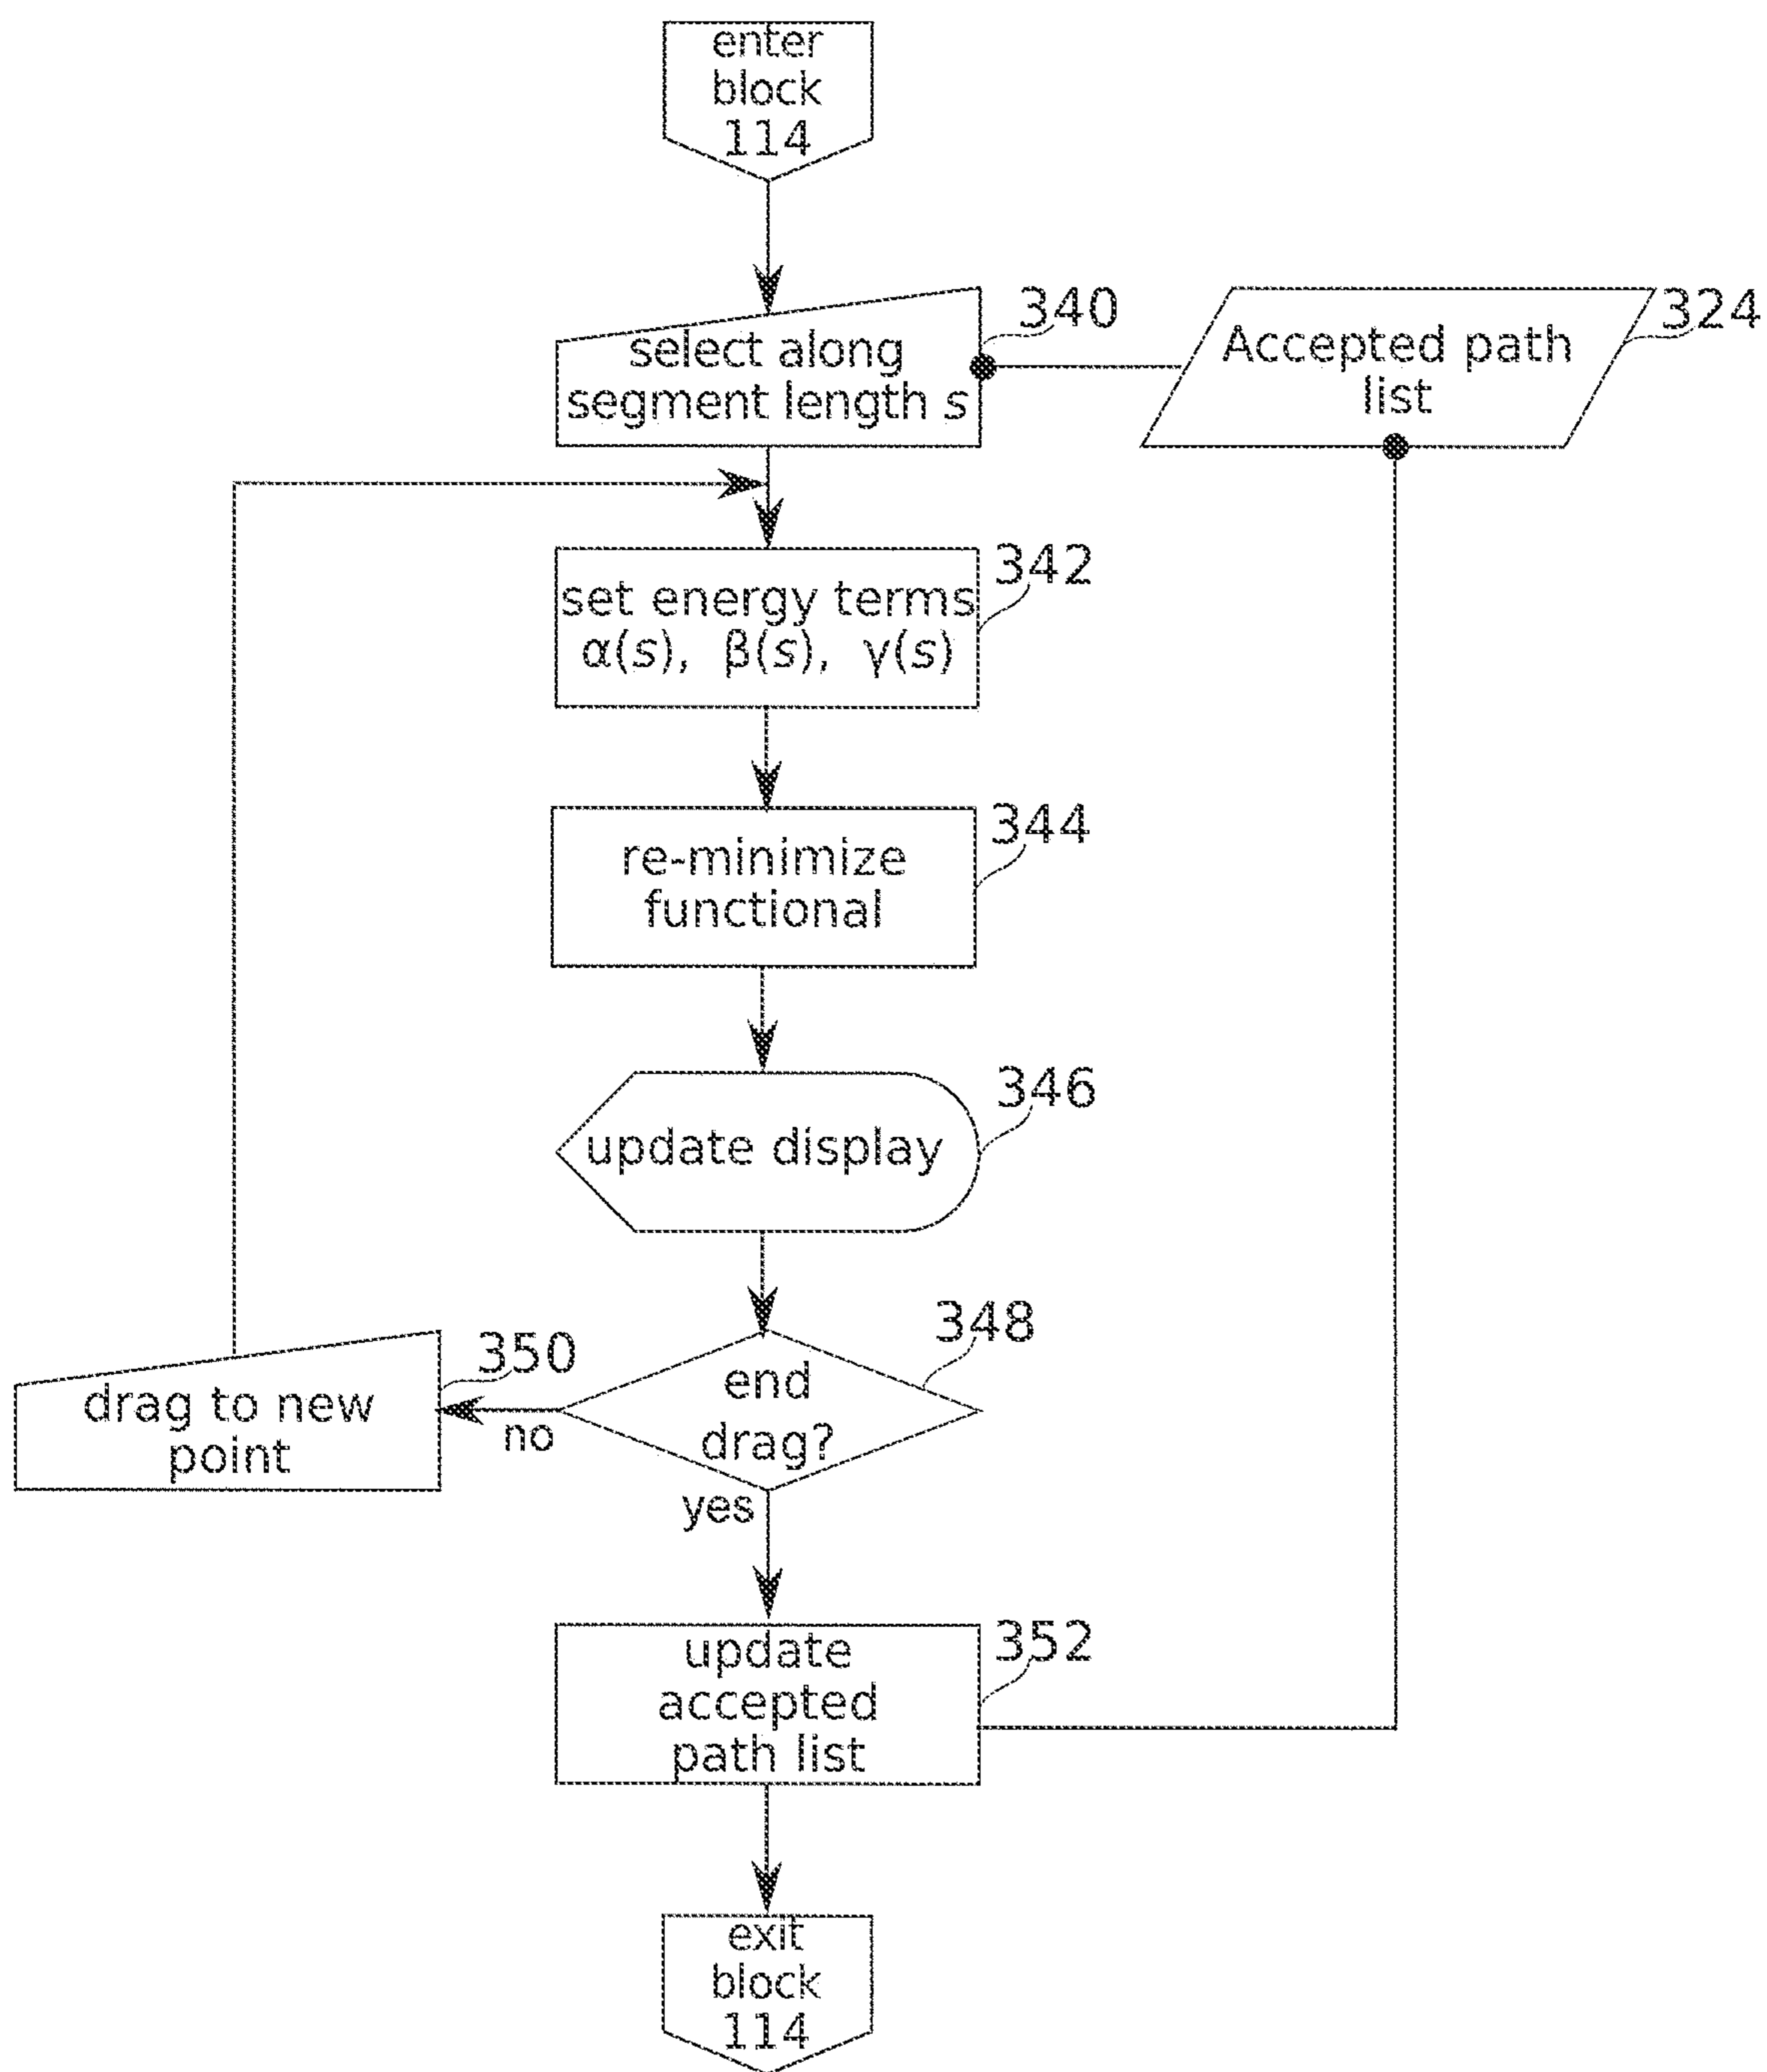 enter
block
114
340
select along
segment length s
324
Accepted path
list
342
set energy terms
α(s), β(s), γ(s)
344
re-minimize
functional
346
update display
348
end
drag?
350
drag to new
point
no
yes
352
update
accepted
path list
exit
block
114